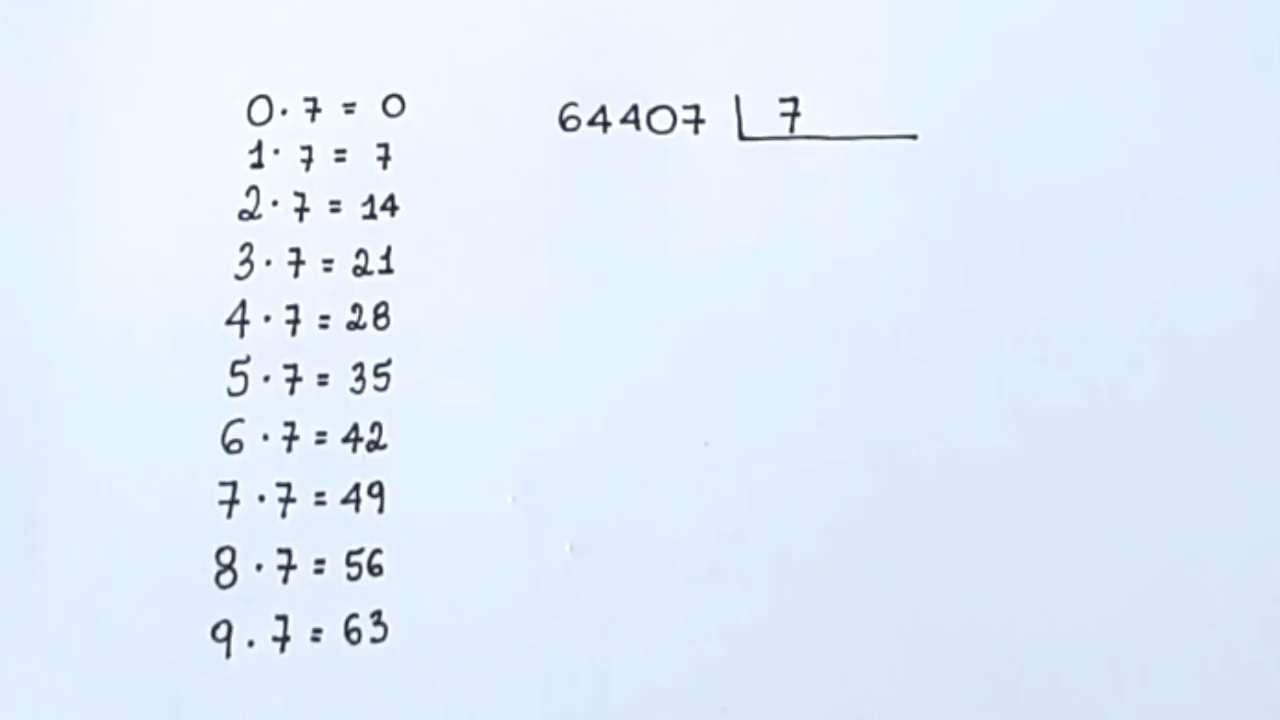 0 · 7 = 0
1 · 7 = 7
2 · 7 = 14
3 · 7 = 21
4 · 7 = 28
5 · 7 = 35
6 · 7 = 42
7 · 7 = 49
8 · 7 = 56
9 . 7 = 63
64407 | 7